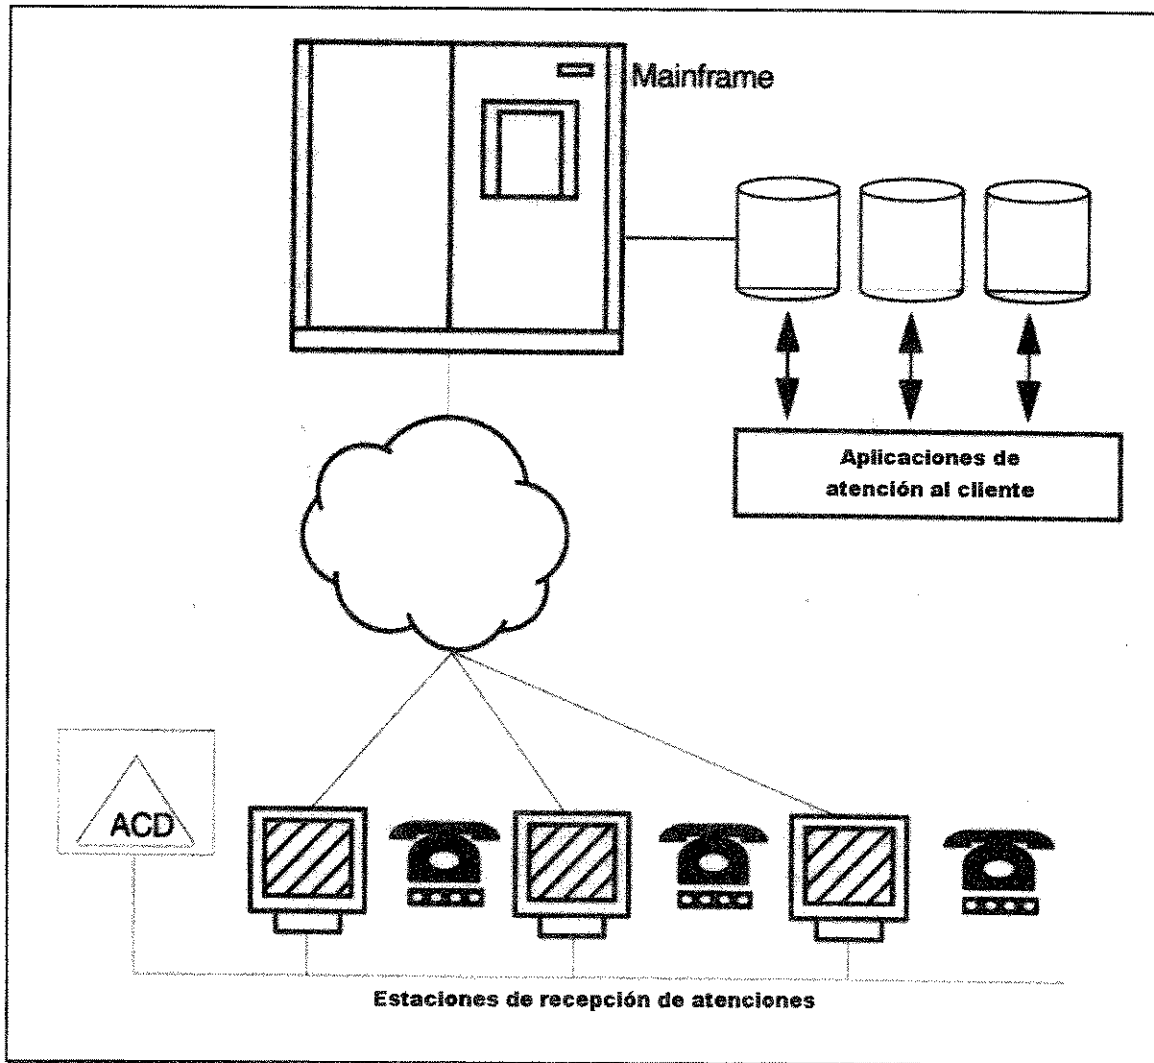 Mainframe
Aplicaciones de
atención al cliente
ACD
Estaciones de recepción de atenciones